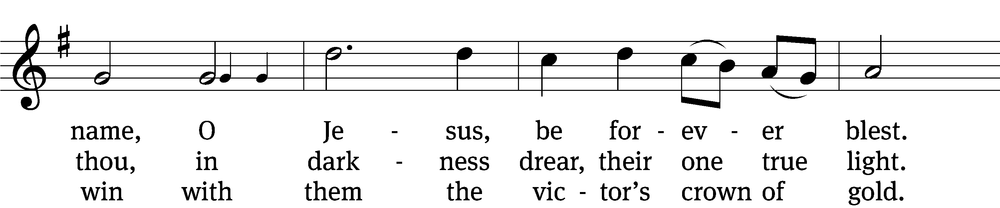 name, O Je - sus, be for - ev - er blest.
thou, in dark - ness drear, their one true light.
win with them the vic - tor’s crown of gold.